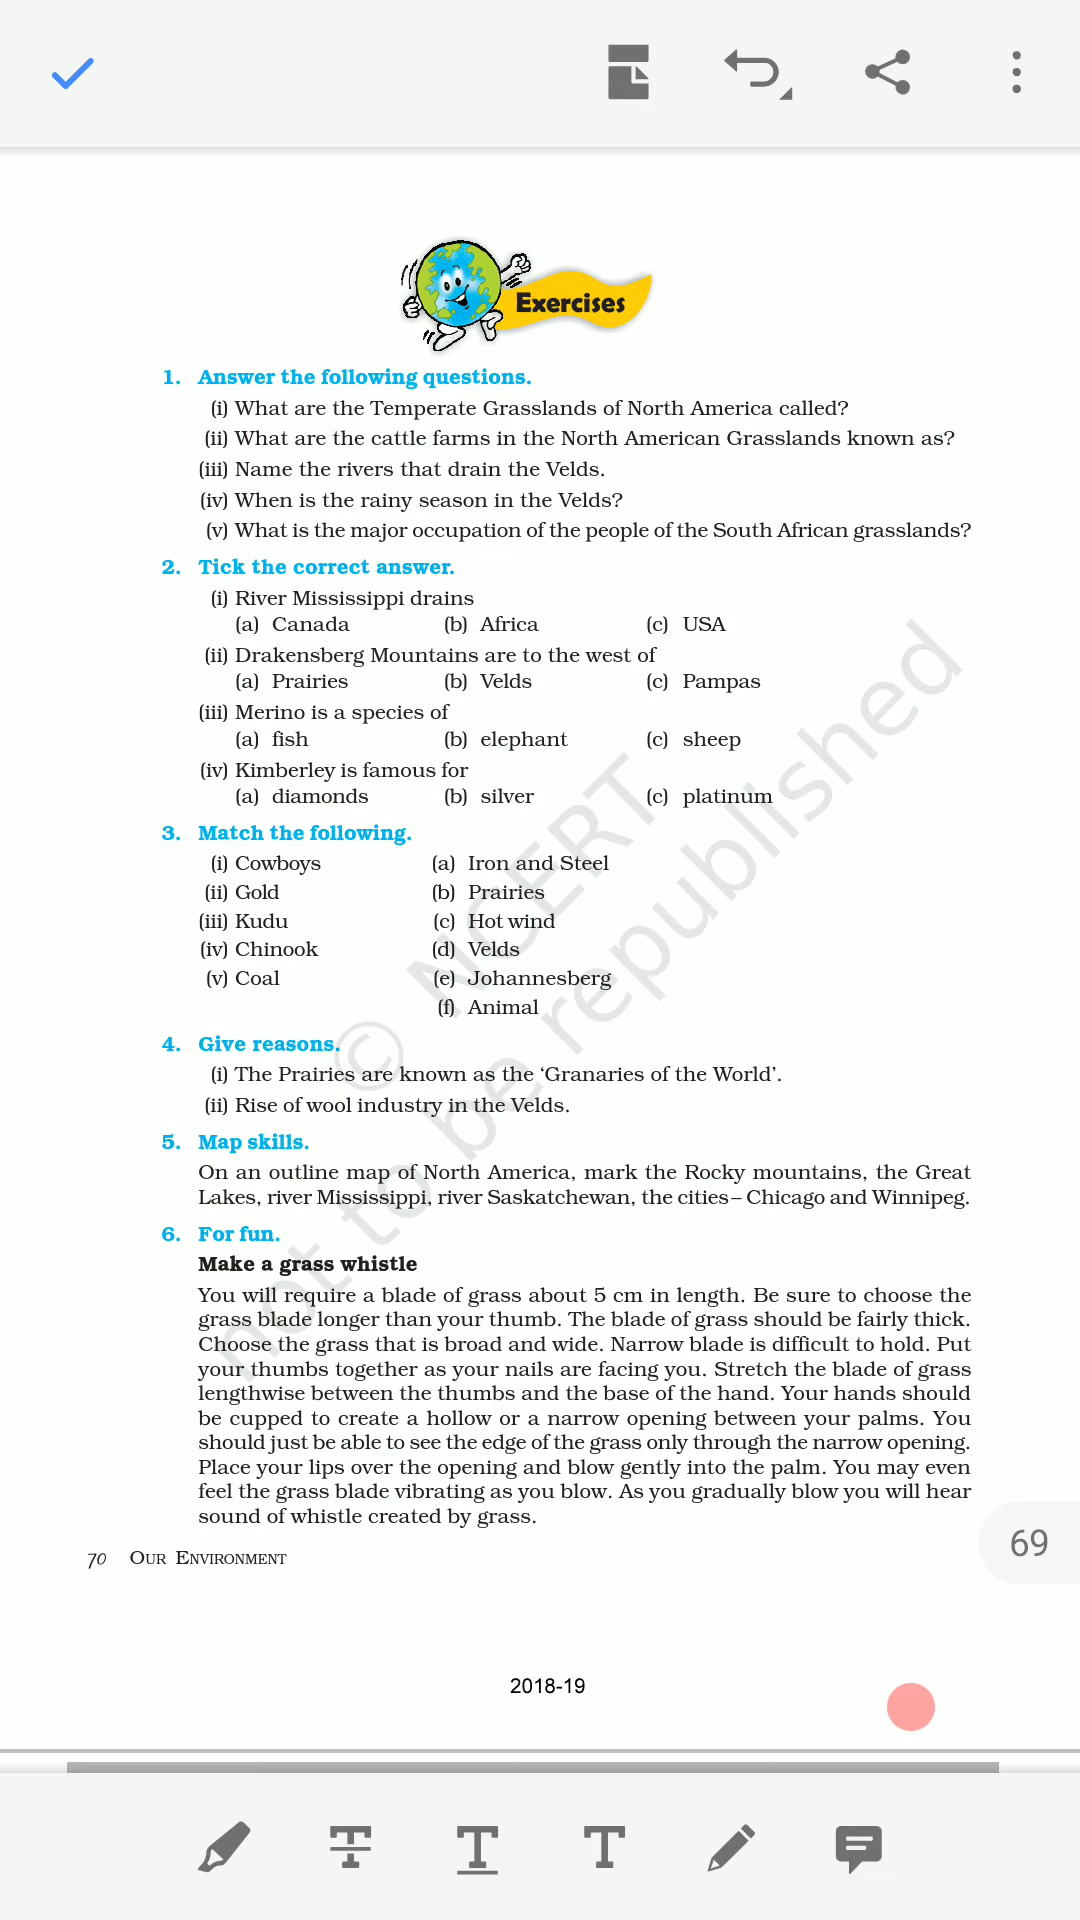 Exercises
1. Answer the following questions.
(i) What are the Temperate Grasslands of North America called?
(ii) What are the cattle farms in the North American Grasslands known as?
(iii) Name the rivers that drain the Velds.
(iv) When is the rainy season in the Velds?
(v) What is the major occupation of the people of the South African grasslands?
2. Tick the correct answer.
(i) River Mississippi drains
(a) Canada (b) Africa (c) USA
(ii) Drakensberg Mountains are to the west of
(a) Prairies (b) Velds (c) Pampas
(iii) Merino is a species of
(a) fish (b) elephant (c) sheep
(iv) Kimberley is famous for
(a) diamonds (b) silver (c) platinum
3. Match the following.
(i) Cowboys (a) Iron and Steel
(ii) Gold (b) Prairies
(iii) Kudu (c) Hot wind
(iv) Chinook (d) Velds
(v) Coal (e) Johannesberg
(f) Animal
4. Give reasons.
(i) The Prairies are known as the ‘Granaries of the World’.
(ii) Rise of wool industry in the Velds.
5. Map skills.
On an outline map of North America, mark the Rocky mountains, the Great
Lakes, river Mississippi, river Saskatchewan, the cities – Chicago and Winnipeg.
6. For fun.
Make a grass whistle
You will require a blade of grass about 5 cm in length. Be sure to choose the
grass blade longer than your thumb. The blade of grass should be fairly thick.
Choose the grass that is broad and wide. Narrow blade is difficult to hold. Put
your thumbs together as your nails are facing you. Stretch the blade of grass
lengthwise between the thumbs and the base of the hand. Your hands should
be cupped to create a hollow or a narrow opening between your palms. You
should just be able to see the edge of the grass only through the narrow opening.
Place your lips over the opening and blow gently into the palm. You may even
feel the grass blade vibrating as you blow. As you gradually blow you will hear
sound of whistle created by grass.
© NCERT
not to be republished
69
70 OUR ENVIRONMENT
2018-19